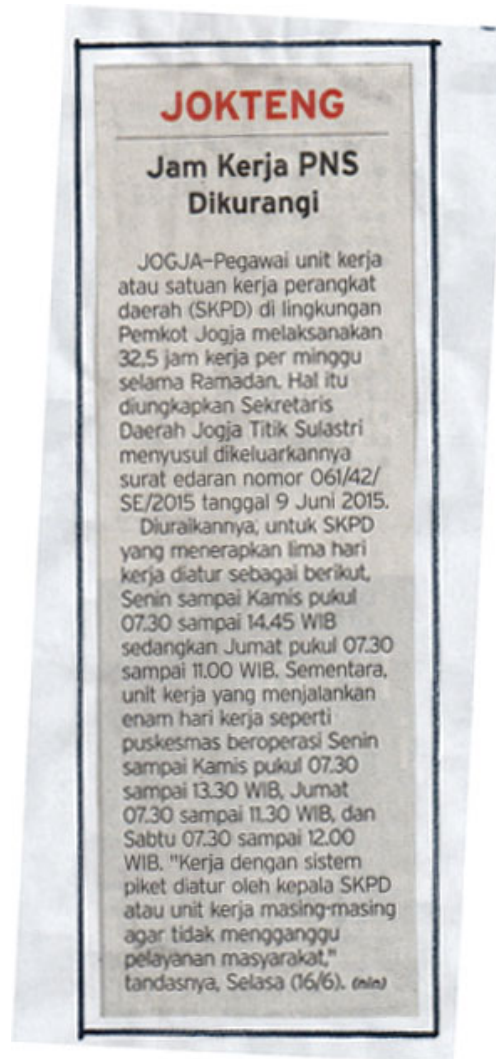 JOKTENG
Jam Kerja PNS
Dikurangi
JOGJA–Pegawai unit kerja
atau satuan kerja perangkat
daerah (SKPD) di lingkungan
Pemkot Jogja melaksanakan
32,5 jam kerja per minggu
selama Ramadan. Hal itu
diungkapkan Sekretaris
Daerah Jogja Titik Sulastri
menyusul dikeluarkannya
surat edaran nomor 061/42/
SE/2015 tanggal 9 Juni 2015.
Diuraikannya, untuk SKPD
yang menerapkan lima hari
kerja diatur sebagai berikut,
Senin sampai Kamis pukul
07.30 sampai 14.45 WIB
sedangkan Jumat pukul 07.30
sampai 11.00 WIB. Sementara,
unit kerja yang menjalankan
enam hari kerja seperti
puskesmas beroperasi Senin
sampai Kamis pukul 07.30
sampai 13.30 WIB, Jumat
07.30 sampai 11.30 WIB, dan
Sabtu 07.30 sampai 12.00
WIB. "Kerja dengan sistem
piket diatur oleh kepala SKPD
atau unit kerja masing-masing
agar tidak mengganggu
pelayanan masyarakat,"
tandasnya, Selasa (16/6). (nin)